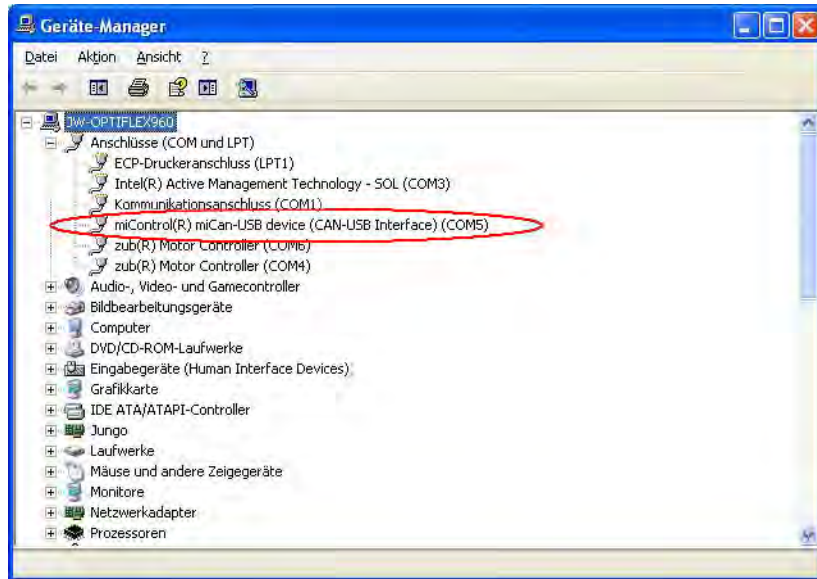 Geräte-Manager
Datei Aktion Ansicht ?
JW-OPTIFLEX960
Anschlüsse (COM und LPT)
ECP-Druckeranschluss (LPT1)
Intel(R) Active Management Technology - SOL (COM3)
Kommunikationsanschluss (COM1)
miControl(R) miCan-USB device (CAN-USB Interface) (COM5)
zub(R) Motor Controller (COM6)
zub(R) Motor Controller (COM4)
Audio-, Video- und Gamecontroller
Bildbearbeitungsgeräte
Computer
DVD/CD-ROM-Laufwerke
Eingabegeräte (Human Interface Devices)
Grafikkarte
IDE ATA/ATAPI-Controller
Jungo
Laufwerke
Mäuse und andere Zeigegeräte
Monitore
Netzwerkadapter
Prozessoren